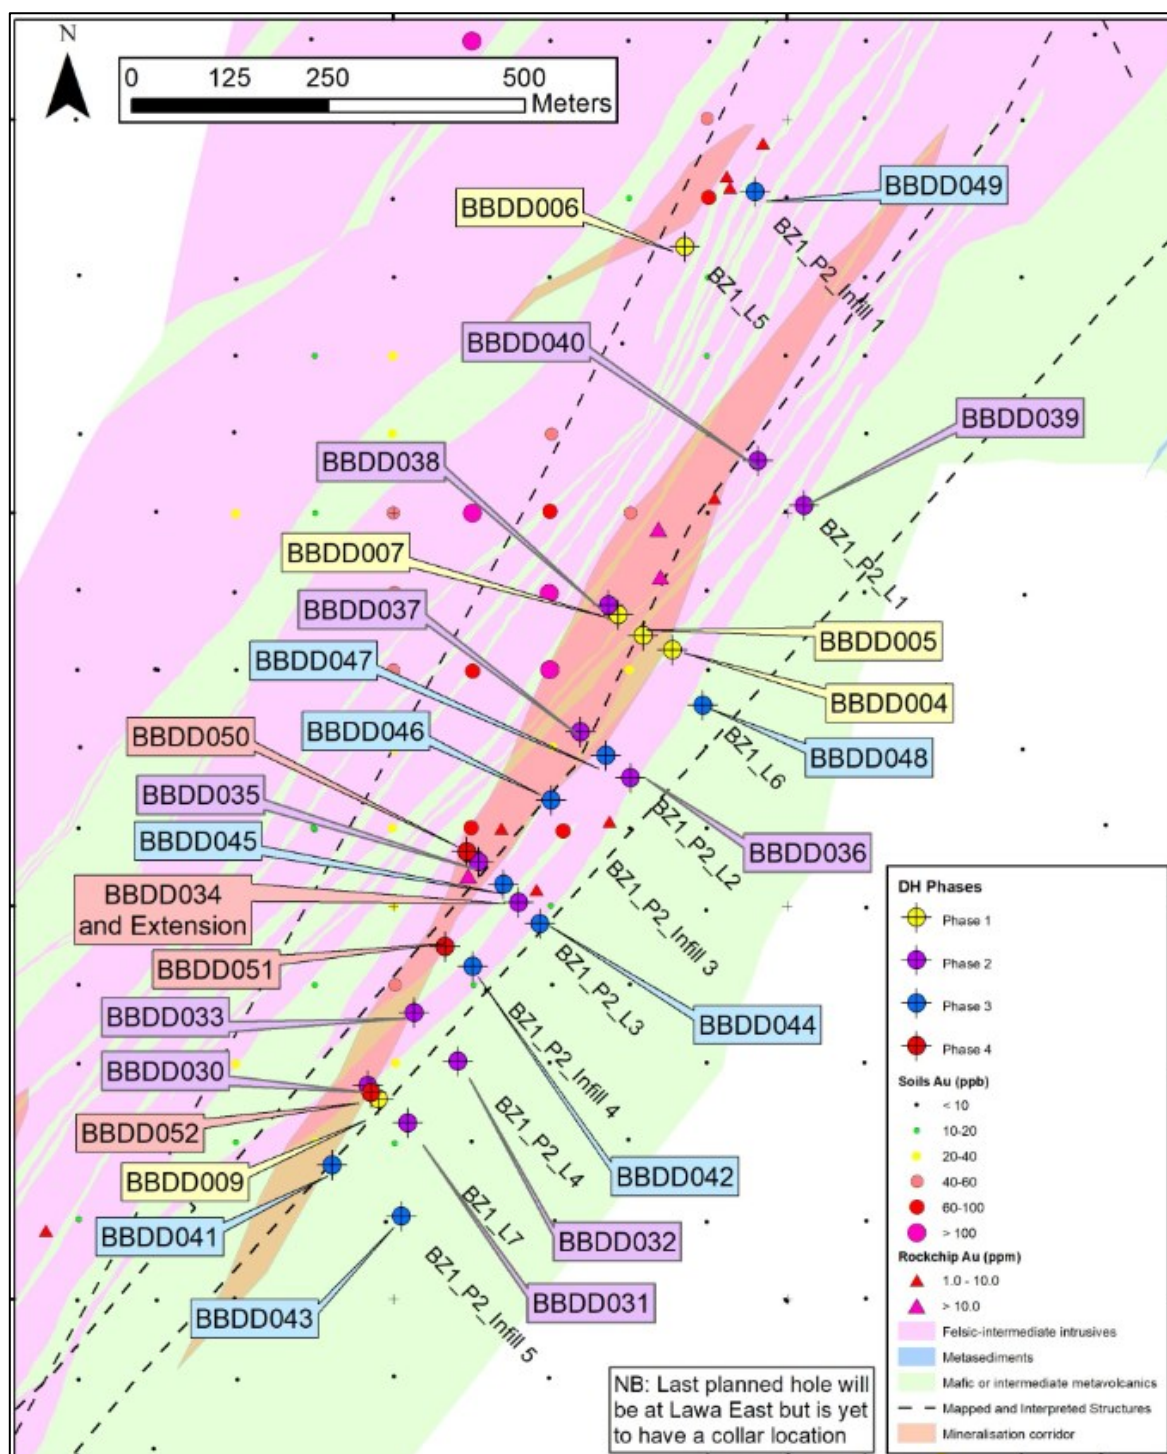 N
0 125 250 500
Meters
BBDD049
BBDD006
BZ1_P2_Infill 1
BZ1_L5
BBDD040
BBDD039
BBDD038
BZ1_P2_L1
BBDD007
BBDD037
BBDD005
BBDD047
BBDD004
BBDD046
BBDD050
BZ1_L6
BBDD048
BBDD035
BZ1_P2_L2
BBDD036
BBDD045
BBDD034
and Extension
BZ1_P2_Infill 3
BBDD051
BZ1_P2_L3
BBDD044
BBDD033
BZ1_P2_Infill 4
BBDD030
BBDD052
BZ1_P2_L4
BBDD009
BBDD042
BBDD041
BZ1_L7
BBDD032
BBDD043
BZ1_P2_Infill 5
BBDD031
NB: Last planned hole will
be at Lawa East but is yet
to have a collar location
DH Phases
Phase 1
Phase 2
Phase 3
Phase 4
Soils Au (ppb)
< 10
10-20
20-40
40-60
60-100
> 100
Rockchip Au (ppm)
1.0 - 10.0
> 10.0
Felsic-intermediate intrusives
Metasediments
Mafic or intermediate metavolcanics
Mapped and Interpreted Structures
Mineralisation corridor